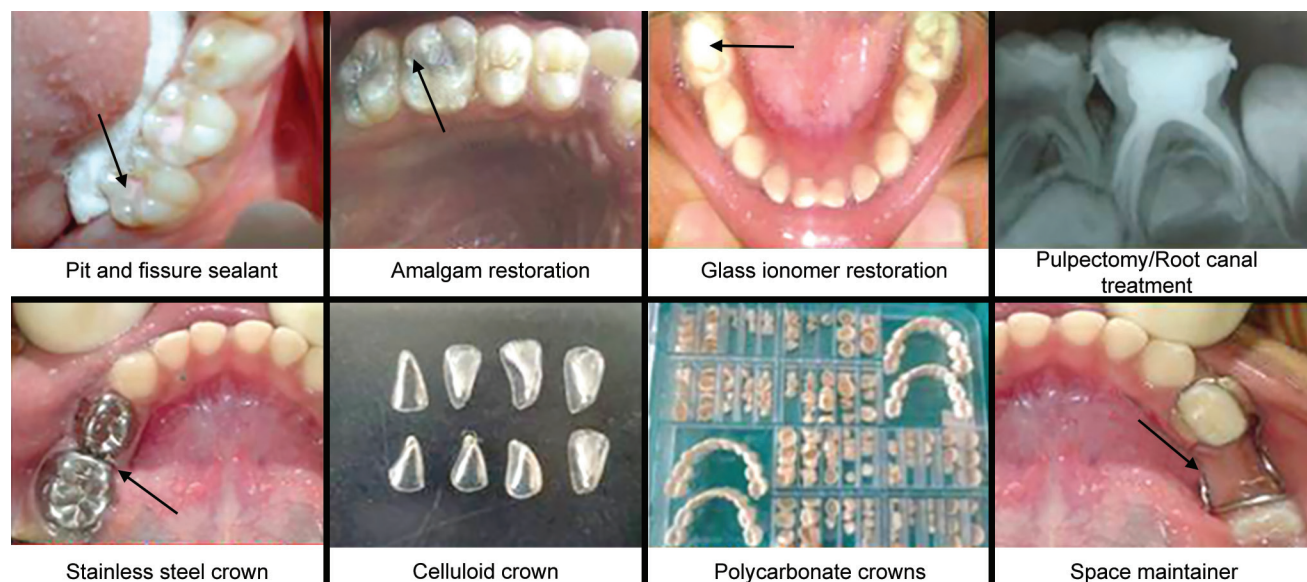 Pit and fissure sealant
Amalgam restoration
Glass ionomer restoration
Pulpectomy/Root canal
treatment
Stainless steel crown
Celluloid crown
Polycarbonate crowns
Space maintainer